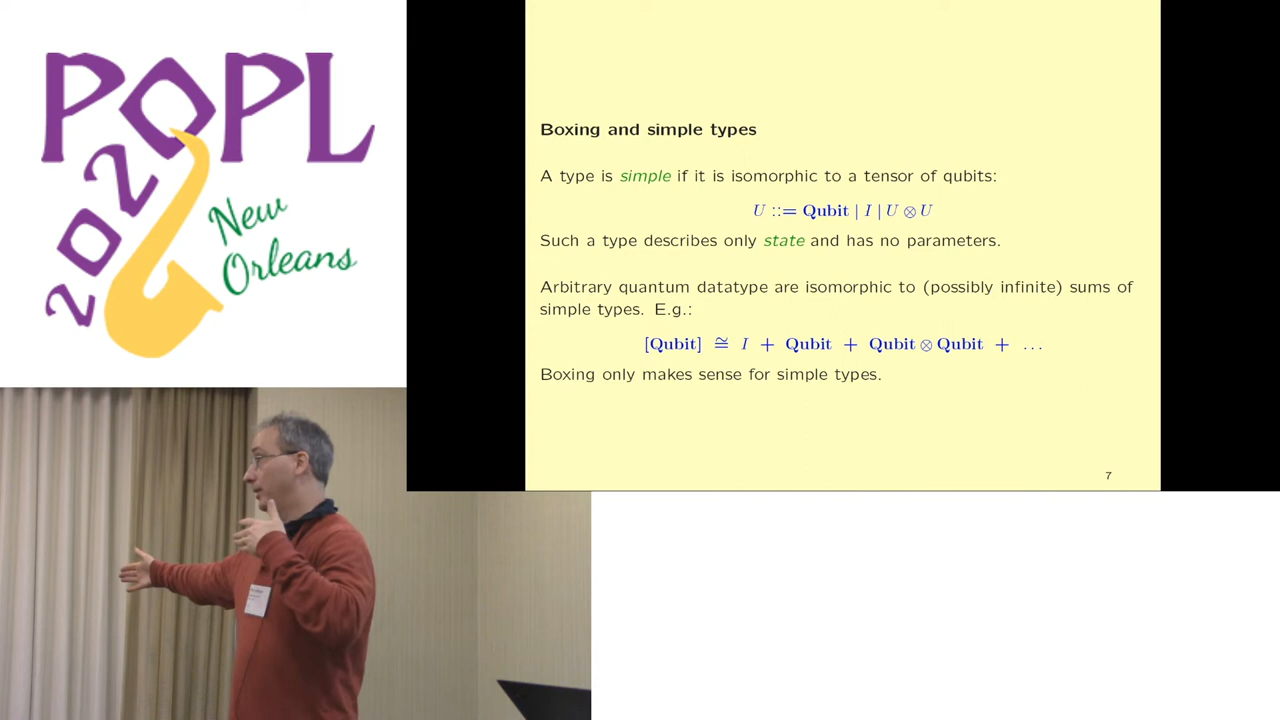 POPL
2020
New
Orleans
Boxing and simple types
A type is simple if it is isomorphic to a tensor of qubits:
U ::= Qubit | I | U ⊗ U
Such a type describes only state and has no parameters.
Arbitrary quantum datatype are isomorphic to (possibly infinite) sums of
simple types. E.g.:
[Qubit] ≅ I + Qubit + Qubit ⊗ Qubit + ...
Boxing only makes sense for simple types.
7